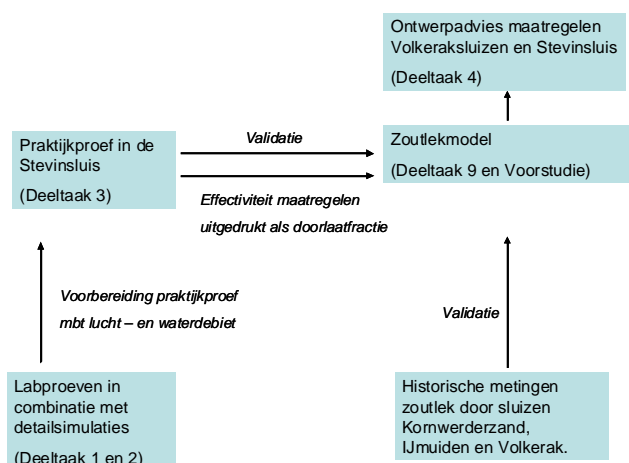 Ontwerpadvies maatregelen
Volkeraksluizen en Stevinsluis
(Deeltaak 4)
Praktijkproef in de
Stevinsluis
(Deeltaak 3)
Validatie
Effectiviteit maatregelen
uitgedrukt als doorlaatfractie
Zoutlekmodel
(Deeltaak 9 en Voorstudie)
Voorbereiding praktijkproef
mbt lucht – en waterdebiet
Validatie
Labproeven in
combinatie met
detailsimulaties
(Deeltaak 1 en 2)
Historische metingen
zoutlek door sluizen
Kornwerderzand,
IJmuiden en Volkerak.